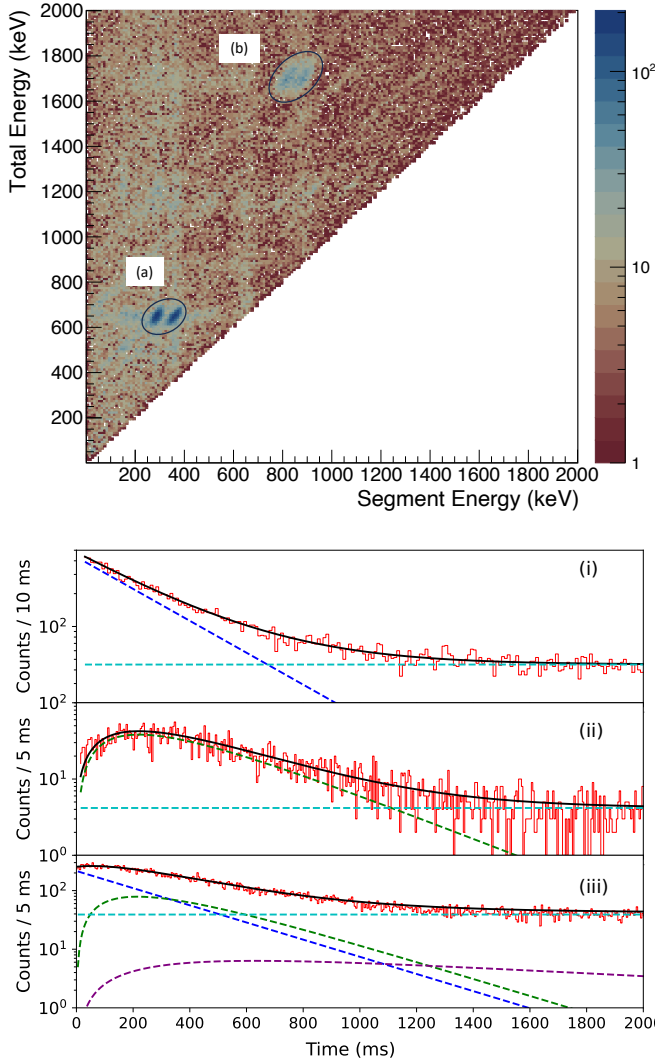 2000
1800
1600
1400
1200
1000
800
600
400
200
Total Energy (keV)
(b)
(a)
10²
10
1
200 400 600 800 1000 1200 1400 1600 1800 2000
Segment Energy (keV)
Counts / 10 ms
10²
10²
(i)
Counts / 5 ms
10¹
10⁰
(ii)
Counts / 5 ms
10²
10¹
10⁰
(iii)
0 200 400 600 800 1000 1200 1400 1600 1800 2000
Time (ms)